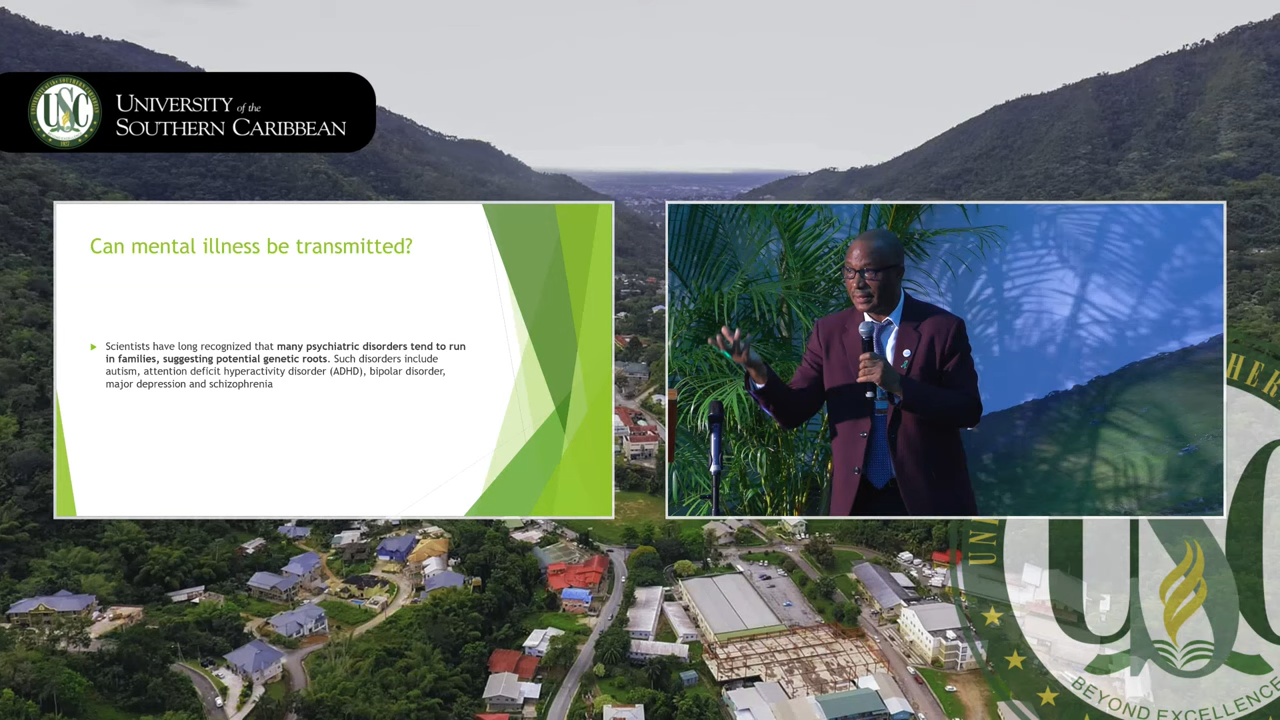 UNIVERSITY of the
SOUTHERN CARIBBEAN
USC
Can mental illness be transmitted?
Scientists have long recognized that many psychiatric disorders tend to run
in families, suggesting potential genetic roots. Such disorders include
autism, attention deficit hyperactivity disorder (ADHD), bipolar disorder,
major depression and schizophrenia
BEYOND EXCELLENCE